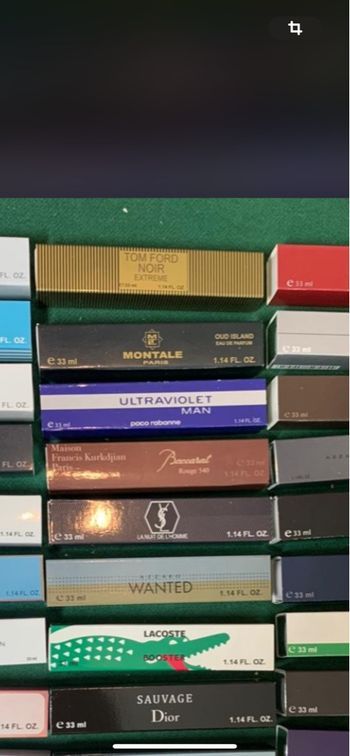 FL. OZ.
TOM FORD
NOIR
EXTREME
e 33 ml 1.14 FL. OZ.
e 33 ml
FL. OZ.
OUD ISLAND
EAU DE PARFUM
e 33 ml MONTALE 1.14 FL. OZ.
PARIS
e 33 ml
FL. OZ.
ULTRAVIOLET
MAN
e 33 ml paco rabanne 1.14 FL. OZ.
e 33 ml
FL. OZ.
Maison
Francis Kurkdjian
Paris
Baccarat
Rouge 540
e 33 ml
1.14 FL. OZ.
1.14 FL. OZ.
e 33 ml LA NUIT DE L'HOMME 1.14 FL. OZ.
e 33 ml
1.14 FL. OZ.
AZZARO
e 33 ml WANTED 1.14 FL. OZ.
e 33 ml
LACOSTE
BOOSTER
1.14 FL. OZ.
e 33 ml
14 FL. OZ.
SAUVAGE
e 33 ml Dior 1.14 FL. OZ.
e 33 ml